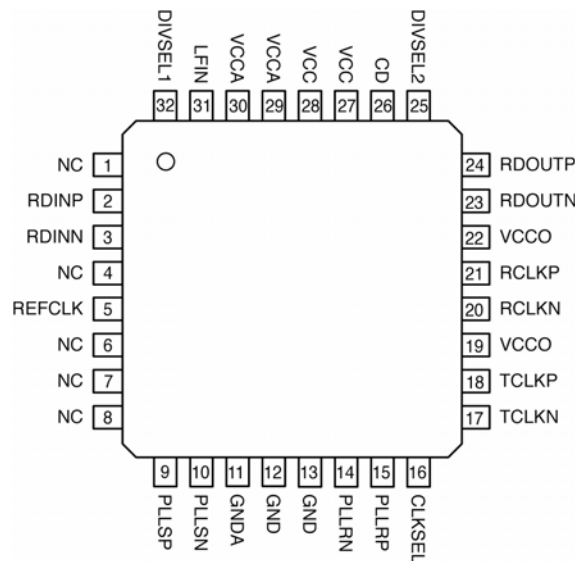 DIVSEL1 LFIN VCCA VCCA VCC VCC CD DIVSEL2
32 31 30 29 28 27 26 25
NC 1 24 RDOUTP
RDINP 2 23 RDOUTN
RDINN 3 22 VCCO
NC 4 21 RCLKP
REFCLK 5 20 RCLKN
NC 6 19 VCCO
NC 7 18 TCLKP
NC 8 17 TCLKN
9 10 11 12 13 14 15 16
PLLSP PLLSN GNDA GND GND PLLRN PLLRP CLKSEL